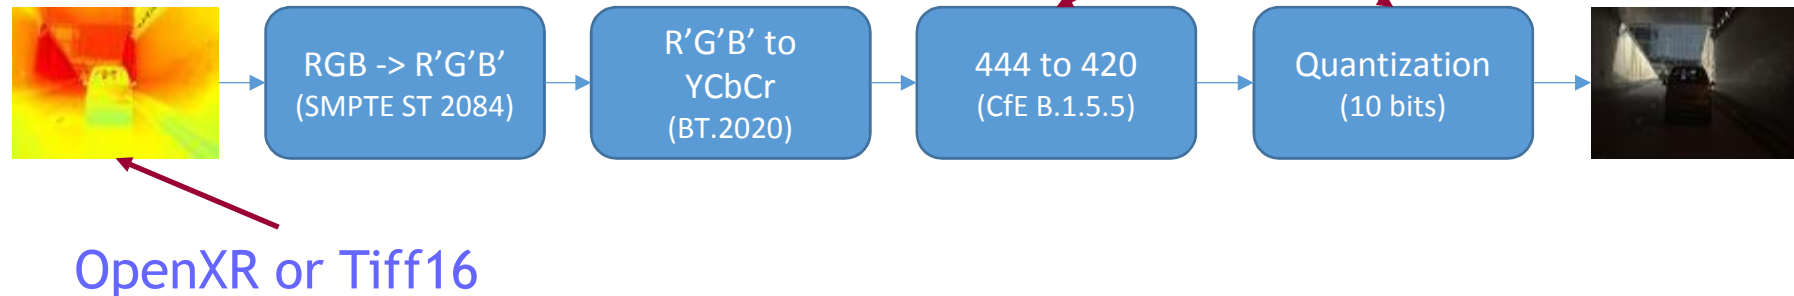 RGB -> R’G’B’
(SMPTE ST 2084)
R’G’B’ to
YCbCr
(BT.2020)
444 to 420
(CfE B.1.5.5)
Quantization
(10 bits)
OpenXR or Tiff16